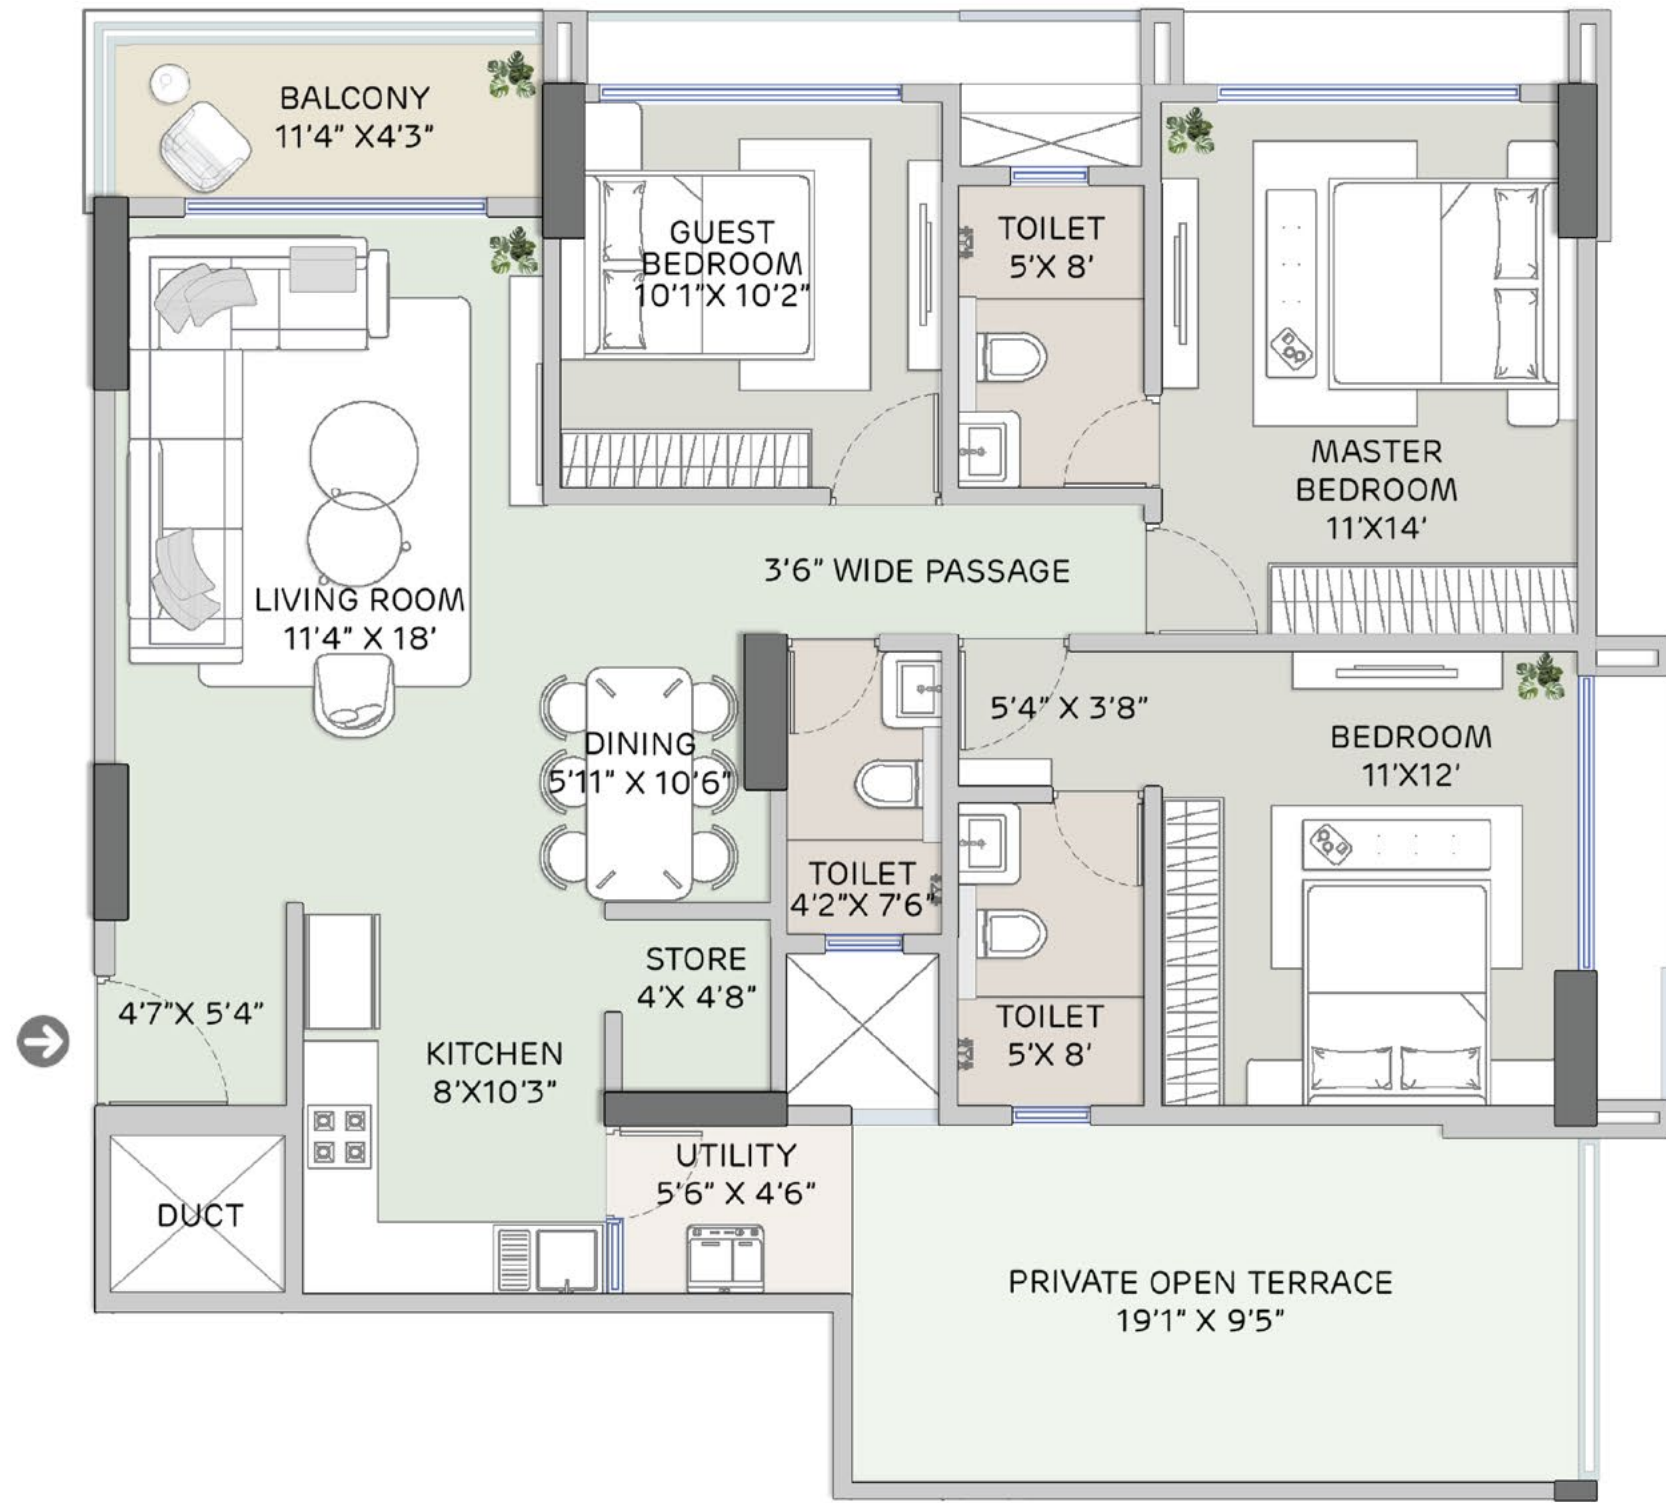 BALCONY
11'4" X4'3"
GUEST
BEDROOM
10'1"X 10'2"
TOILET
5'X 8'
MASTER
BEDROOM
11'X14'
3'6" WIDE PASSAGE
LIVING ROOM
11'4" X 18'
5'4" X 3'8"
BEDROOM
11'X12'
DINING
5'11" X 10'6"
TOILET
4'2"X 7'6"
STORE
4'X 4'8"
4'7"X 5'4"
TOILET
5'X 8'
KITCHEN
8'X10'3"
UTILITY
5'6" X 4'6"
DUCT
PRIVATE OPEN TERRACE
19'1" X 9'5"